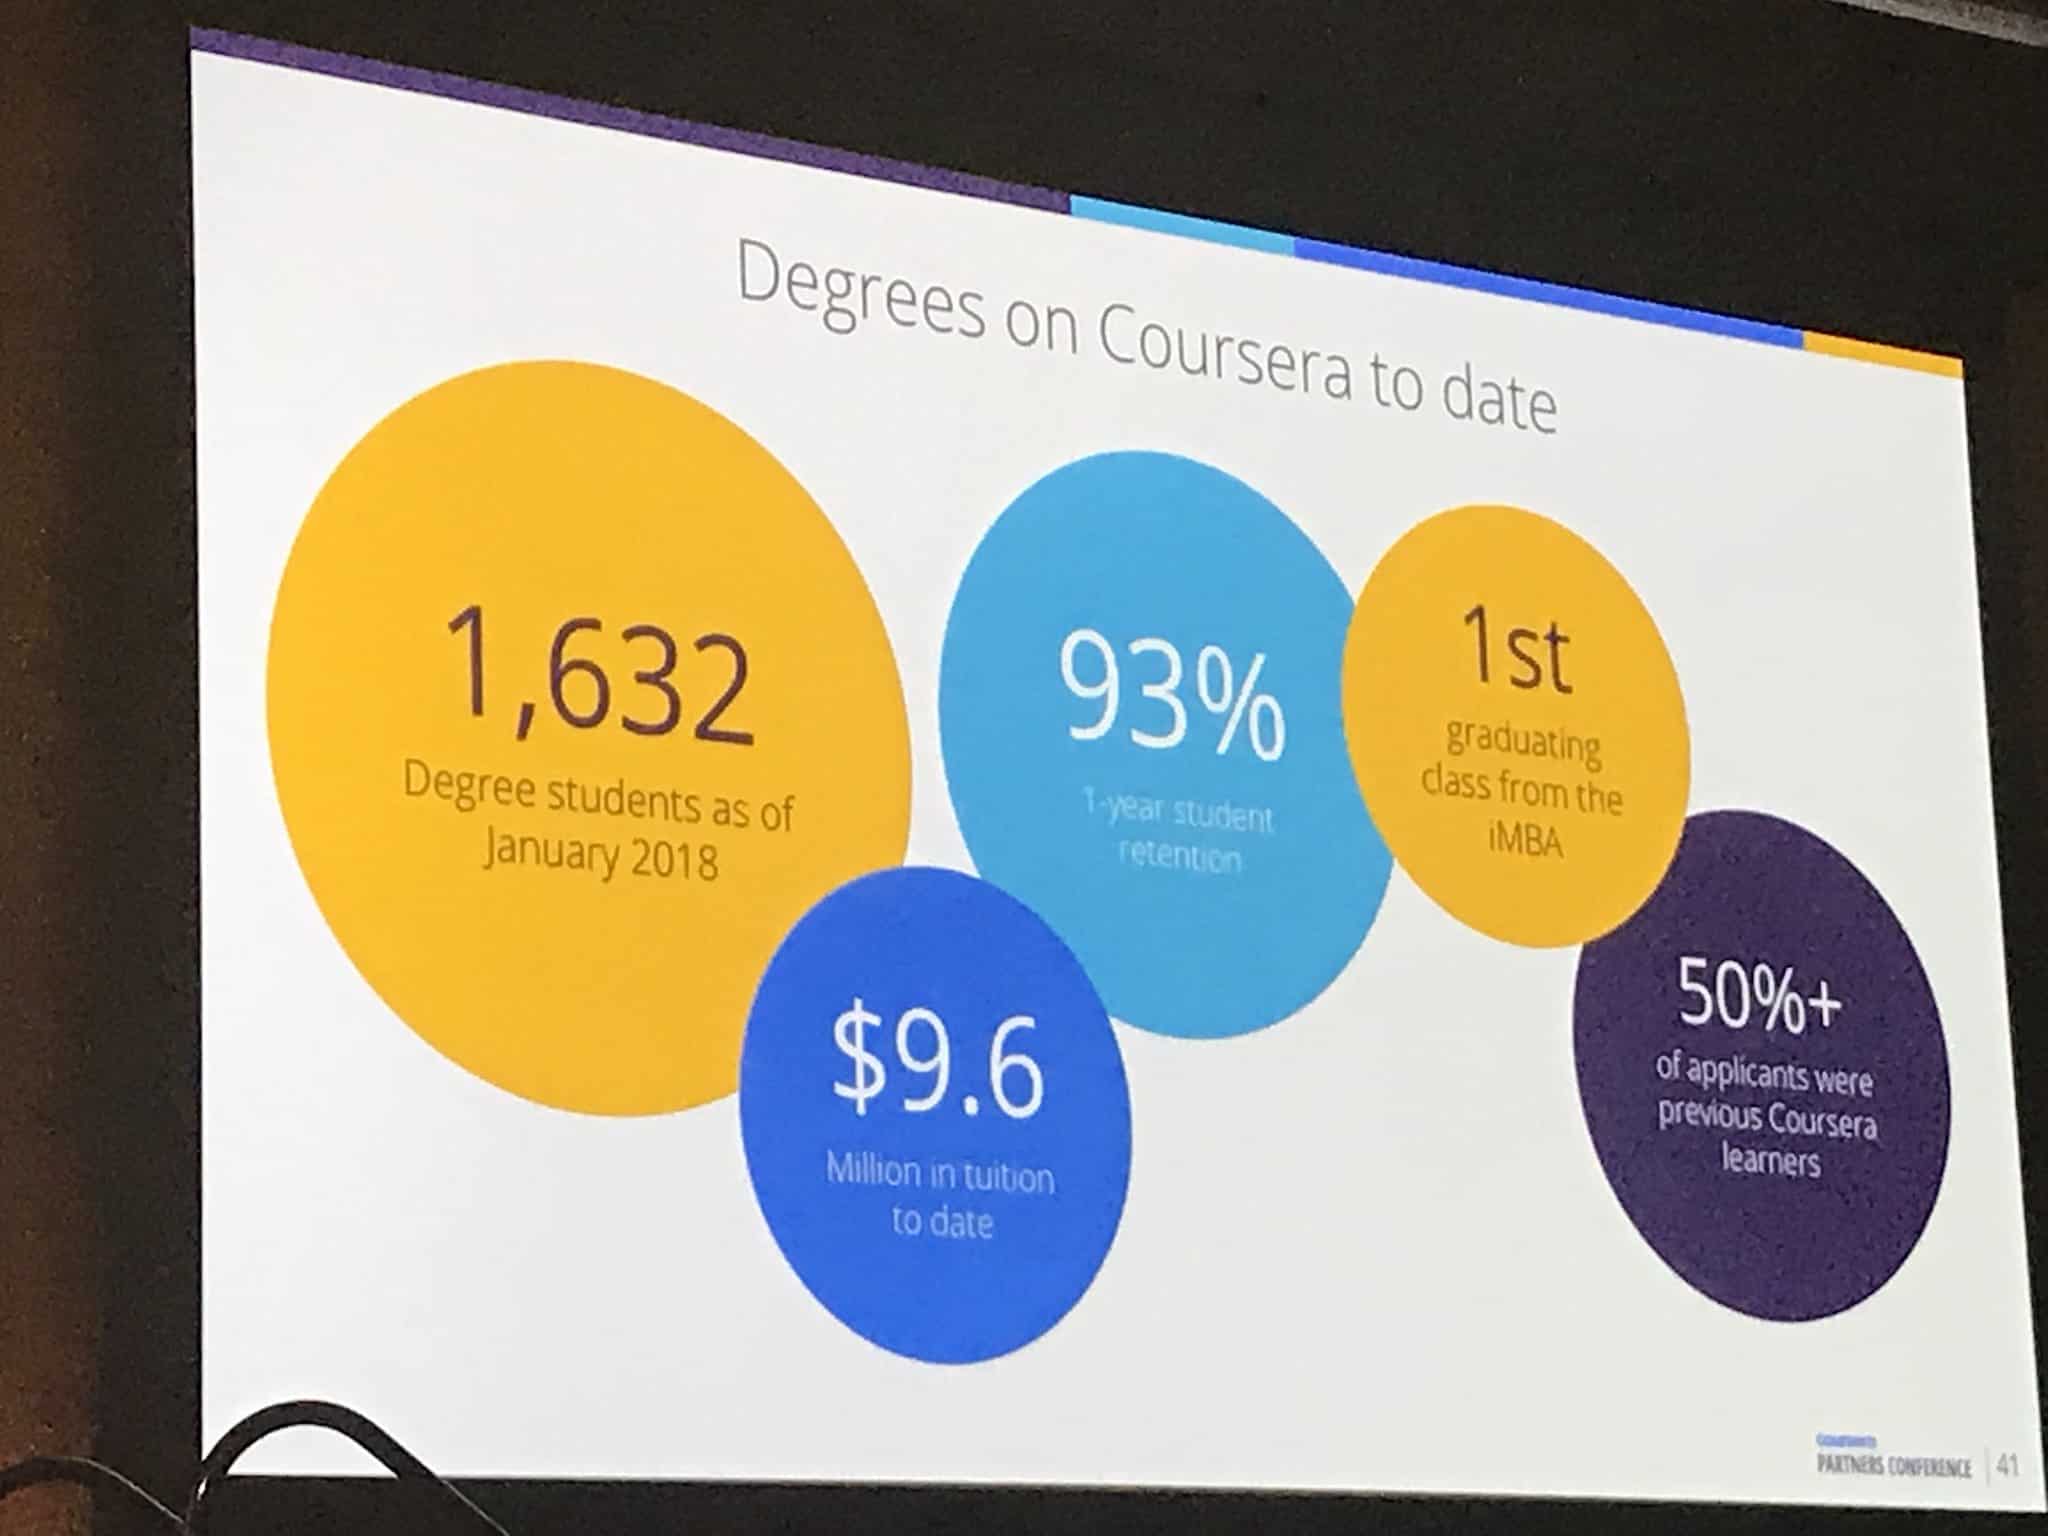 Degrees on Coursera to date
1,632
Degree students as of
January 2018
93%
1-year student
retention
1st
graduating
class from the
iMBA
$9.6
Million in tuition
to date
50%+
of applicants were
previous Coursera
learners
coursera
PARTNERS CONFERENCE | 41